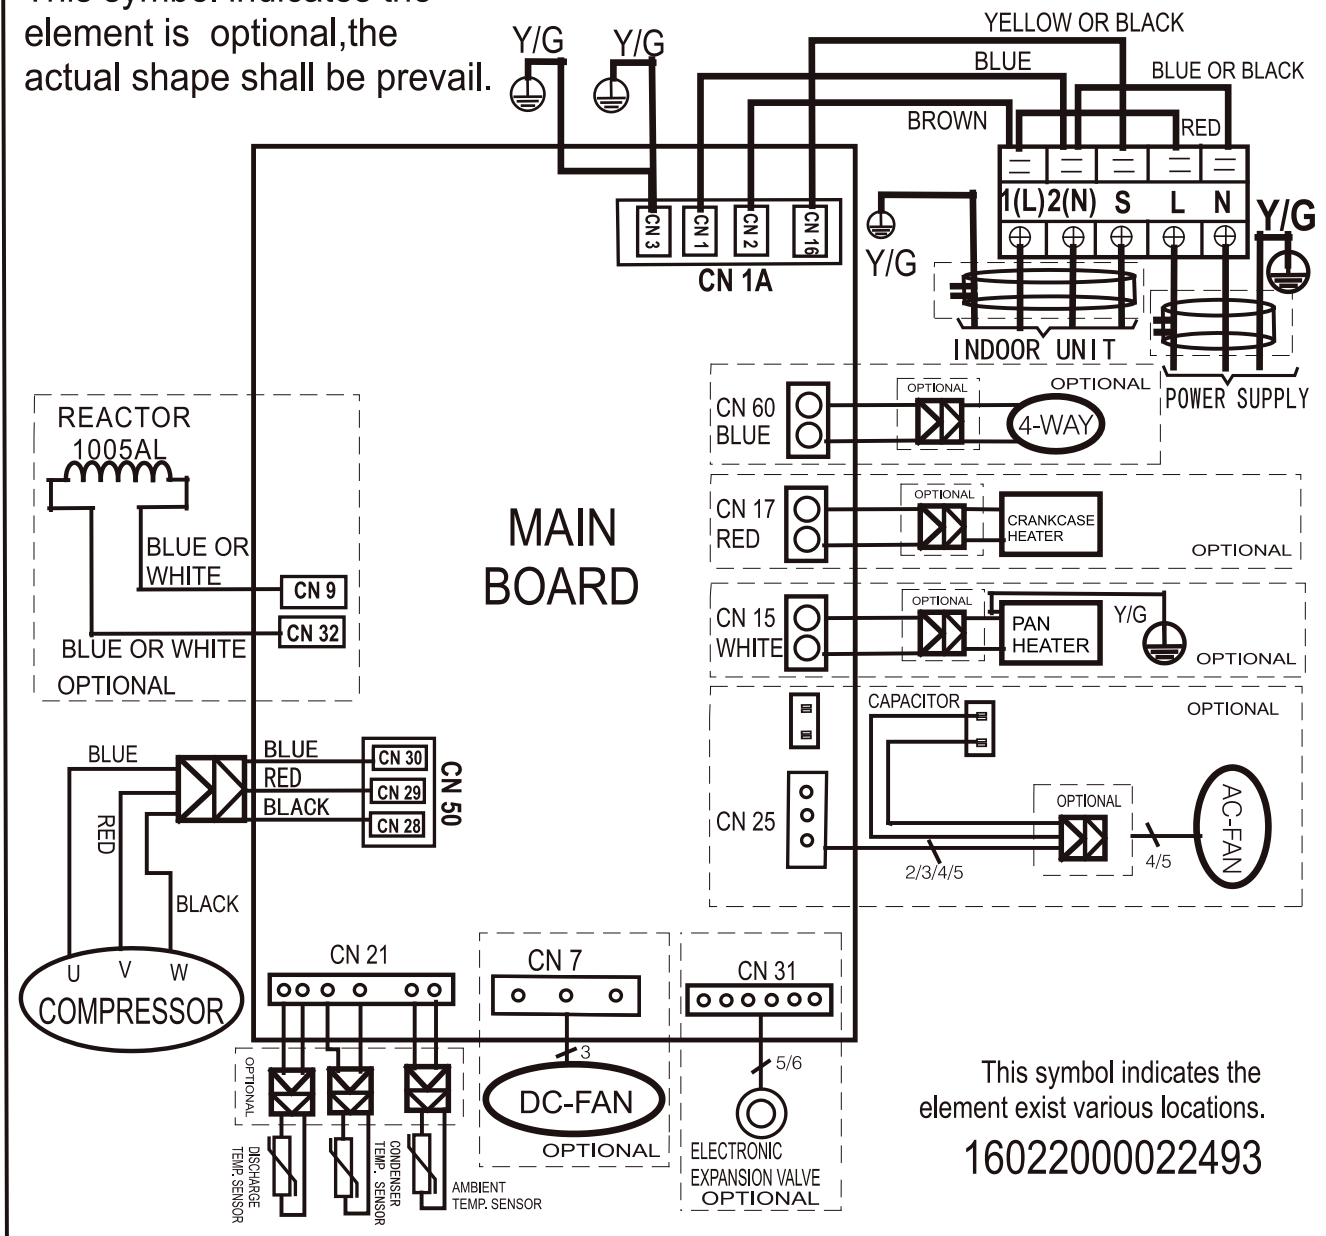 This symbol indicates the
element is optional,the
actual shape shall be prevail.
Y/G
Y/G
YELLOW OR BLACK
BLUE
BLUE OR BLACK
BROWN
RED
1(L) 2(N) S L N
Y/G
Y/G
CN 3
CN 1
CN 2
CN 16
CN 1A
INDOOR UNIT
POWER SUPPLY
REACTOR
1005AL
BLUE OR
WHITE
CN 9
CN 32
BLUE OR WHITE
OPTIONAL
MAIN
BOARD
CN 60
BLUE
OPTIONAL
OPTIONAL
4-WAY
CN 17
RED
OPTIONAL
CRANKCASE
HEATER
OPTIONAL
CN 15
WHITE
OPTIONAL
PAN
HEATER
Y/G
OPTIONAL
CAPACITOR
OPTIONAL
CN 25
2/3/4/5
OPTIONAL
4/5
AC-FAN
BLUE
RED
BLACK
BLUE
RED
BLACK
CN 30
CN 29
CN 28
CN 50
U V W
COMPRESSOR
CN 21
OPTIONAL
DISCHARGE
TEMP. SENSOR
CONDENSER
TEMP. SENSOR
AMBIENT
TEMP. SENSOR
CN 7
3
DC-FAN
OPTIONAL
CN 31
5/6
ELECTRONIC
EXPANSION VALVE
OPTIONAL
This symbol indicates the
element exist various locations.
16022000022493